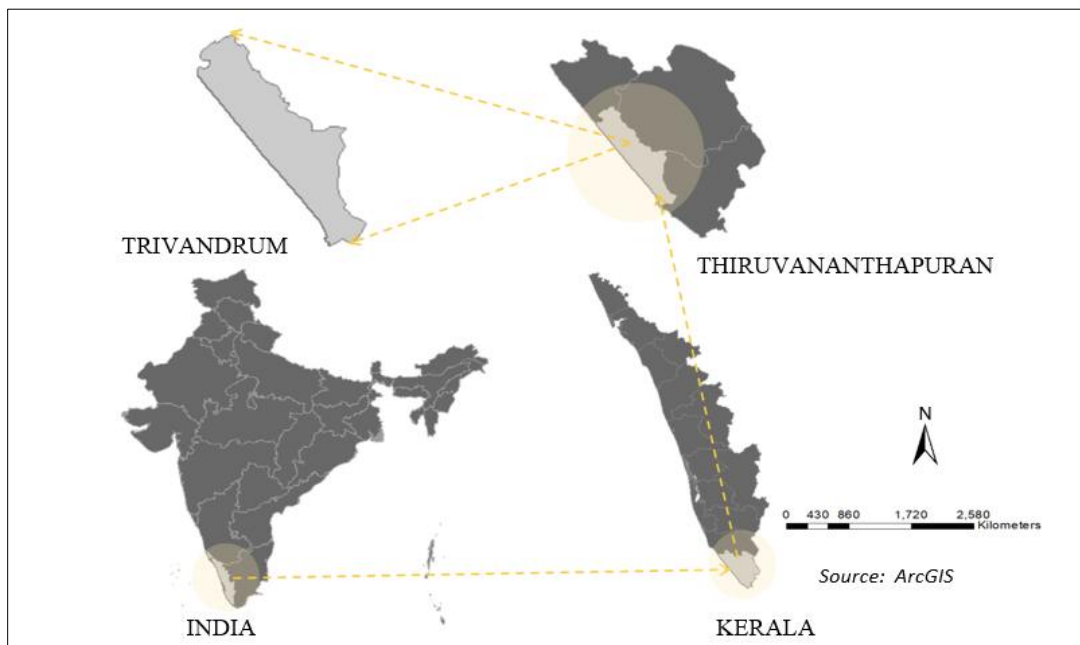 TRIVANDRUM
THIRUVANANTHAPURAN
N
0 430 860 1,720 2,580
Kilometers
Source: ArcGIS
INDIA
KERALA